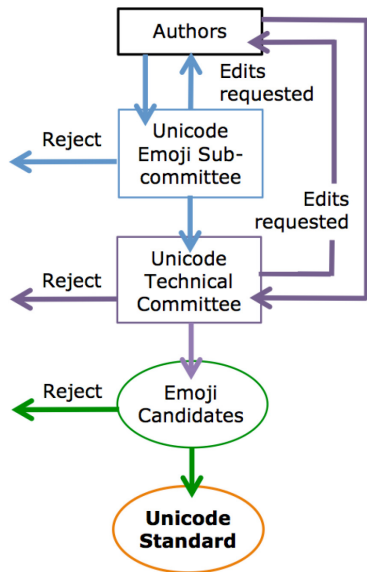 Authors
Edits
requested
Reject
Unicode
Emoji Sub-
committee
Edits
requested
Reject
Unicode
Technical
Committee
Reject
Emoji
Candidates
Unicode
Standard